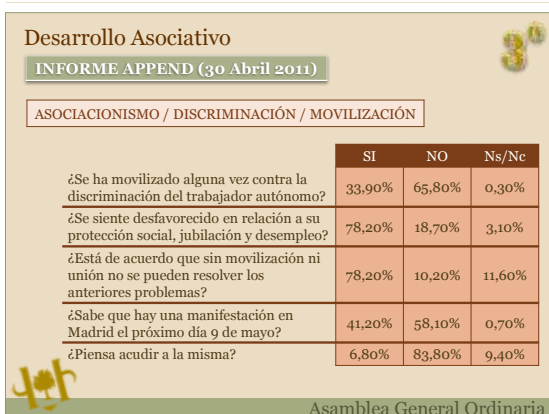 Desarrollo Asociativo
INFORME APPEND (30 Abril 2011)
3ª
ASOCIACIONISMO / DISCRIMINACIÓN / MOVILIZACIÓN
SI NO Ns/Nc
¿Se ha movilizado alguna vez contra la
discriminación del trabajador autónomo? 33,90% 65,80% 0,30%
¿Se siente desfavorecido en relación a su
protección social, jubilación y desempleo? 78,20% 18,70% 3,10%
¿Está de acuerdo que sin movilización ni
unión no se pueden resolver los
anteriores problemas? 78,20% 10,20% 11,60%
¿Sabe que hay una manifestación en
Madrid el próximo día 9 de mayo? 41,20% 58,10% 0,70%
¿Piensa acudir a la misma? 6,80% 83,80% 9,40%
Asamblea General Ordinaria